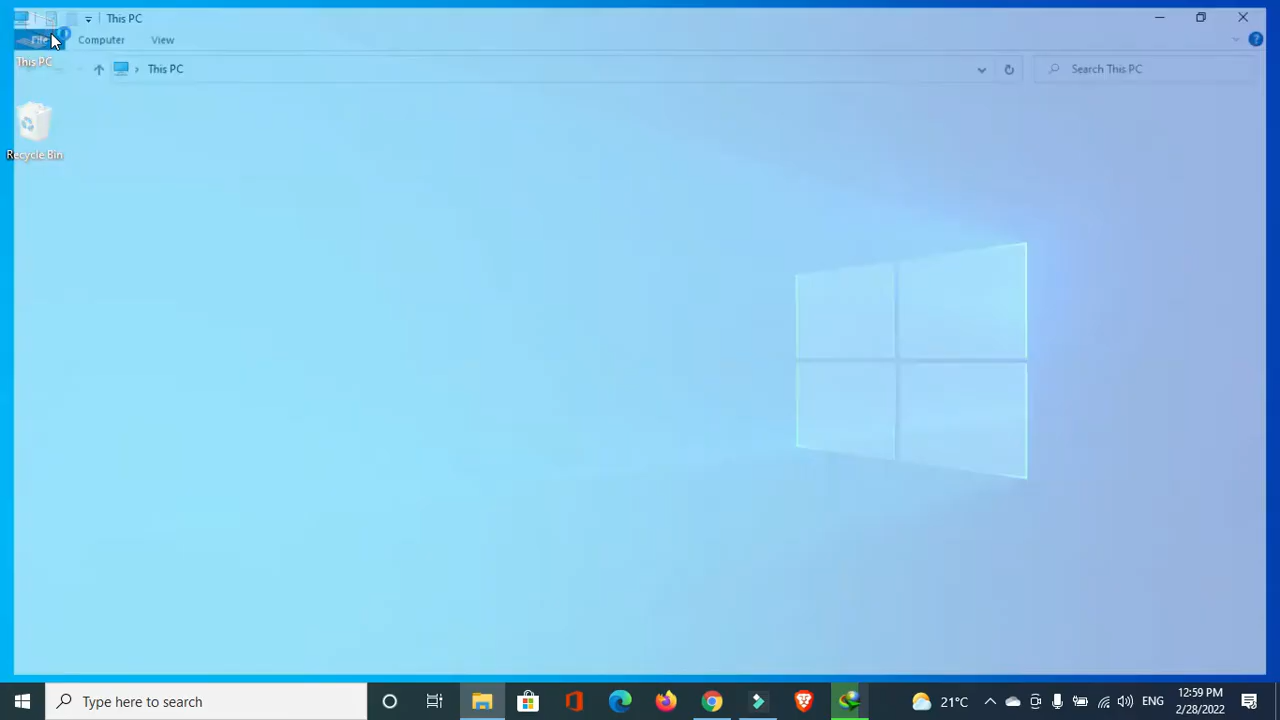 This PC
File Computer View
This PC
This PC Search This PC
Recycle Bin
Type here to search 21°C ENG 12:59 PM
2/28/2022